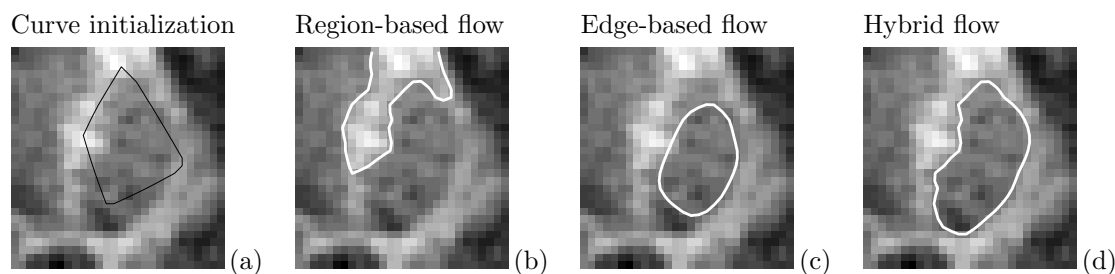 Curve initialization Region-based flow Edge-based flow Hybrid flow
(a) (b) (c) (d)